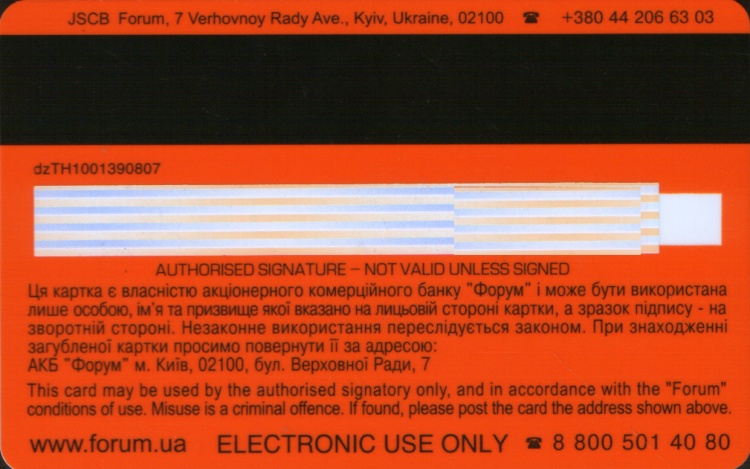 JSCB Forum, 7 Verhovnoy Rady Ave., Kyiv, Ukraine, 02100 ☎ +380 44 206 63 03
dzTH1001390807
AUTHORISED SIGNATURE – NOT VALID UNLESS SIGNED
Ця картка є власністю акціонерного комерційного банку "Форум" і може бути використана
лише особою, ім'я та призвище якої вказано на лицьовій стороні картки, а зразок підпису - на
зворотній стороні. Незаконне використання переслідується законом. При знаходженні
загубленої картки просимо повернути її за адресою:
АКБ "Форум" м. Київ, 02100, бул. Верховної Ради, 7
This card may be used by the authorised signatory only, and in accordance with the "Forum"
conditions of use. Misuse is a criminal offence. If found, please post the card the address shown above.
www.forum.ua ELECTRONIC USE ONLY ☎ 8 800 501 40 80